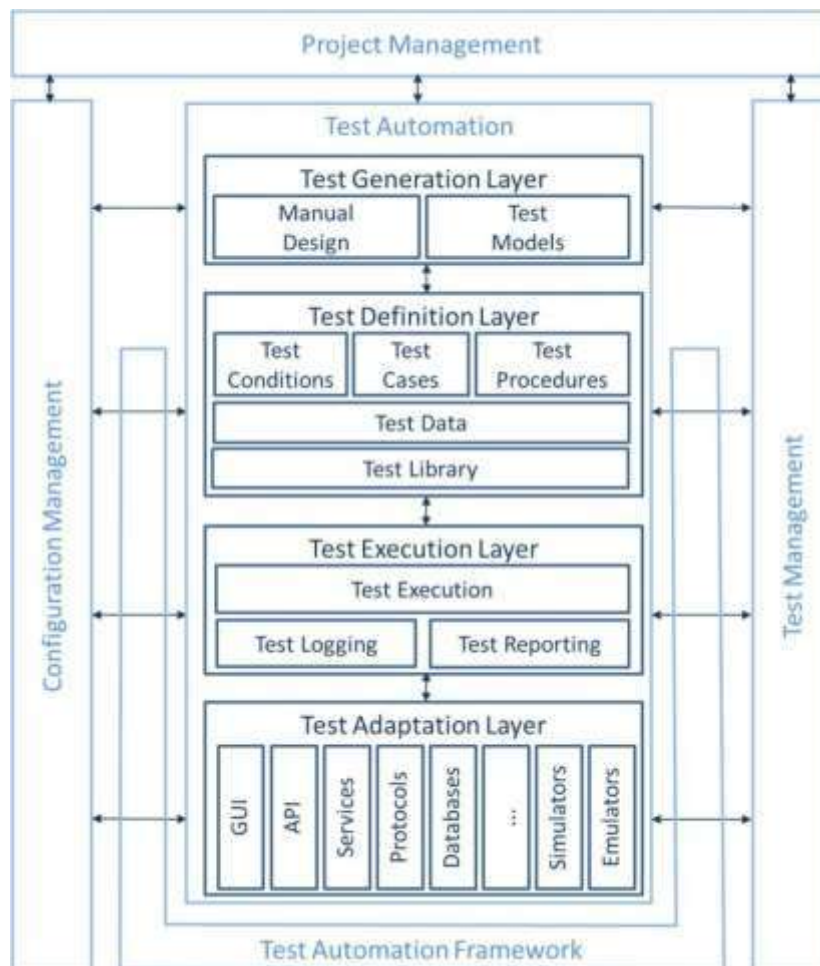 Project Management
Test Automation
Test Generation Layer
Manual
Design
Test
Models
Test Definition Layer
Test
Conditions
Test
Cases
Test
Procedures
Test Data
Test Library
Test Execution Layer
Test Execution
Test Logging
Test Reporting
Test Adaptation Layer
GUI
API
Services
Protocols
Databases
...
Simulators
Emulators
Configuration Management
Test Management
Test Automation Framework